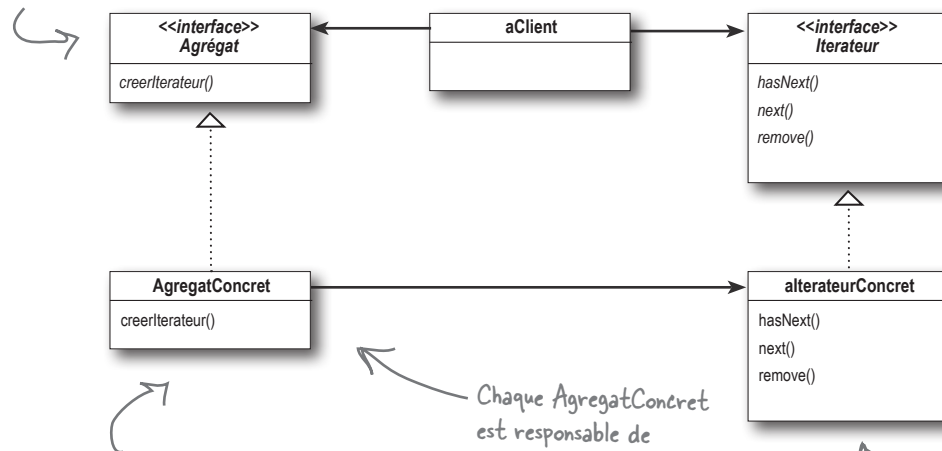 <<interface>>
Agrégat
creerIterateur()
aClient
<<interface>>
Iterateur
hasNext()
next()
remove()
AgregatConcret
creerIterateur()
aIterateurConcret
hasNext()
next()
remove()
Chaque AgregatConcret
est responsable de